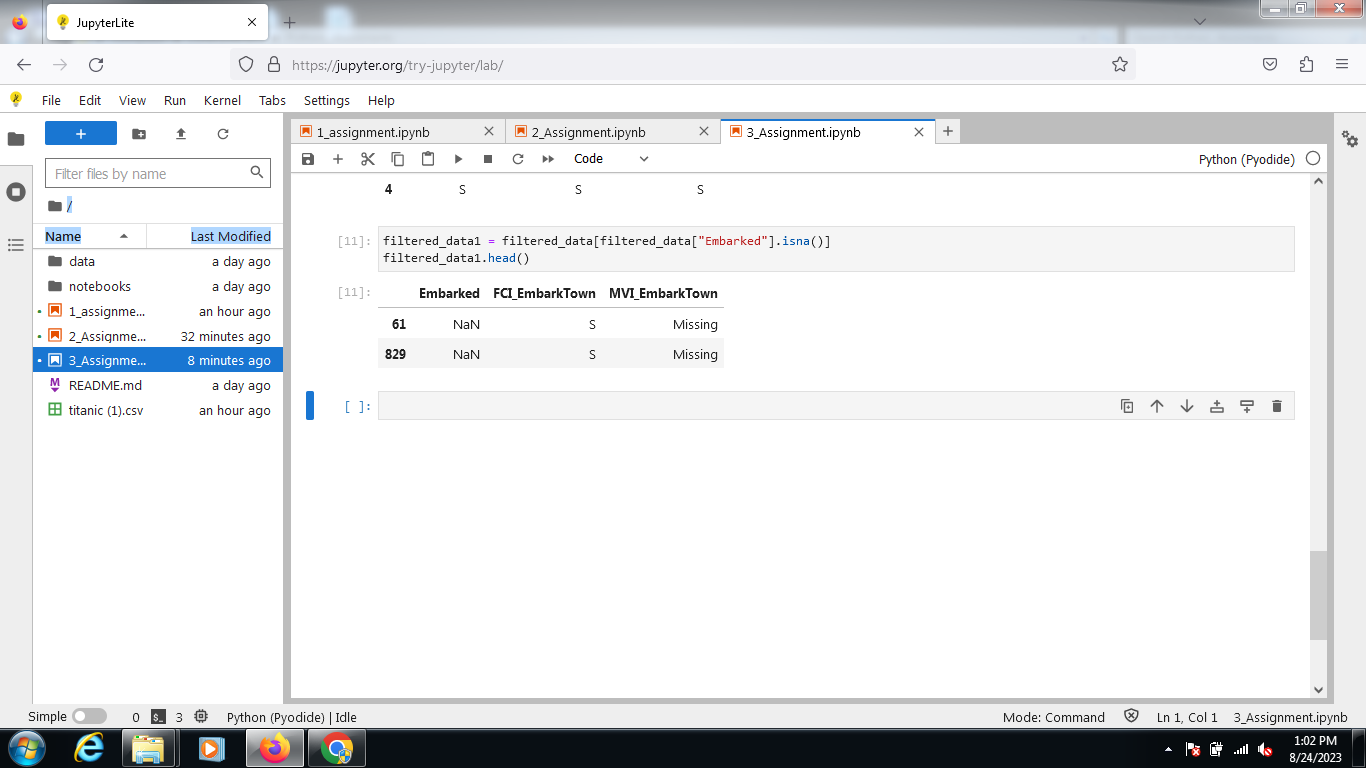 JupyterLite
https://jupyter.org/try-jupyter/lab/
File Edit View Run Kernel Tabs Settings Help
1_assignment.ipynb 2_Assignment.ipynb 3_Assignment.ipynb
Filter files by name
/
Name Last Modified
data a day ago
notebooks a day ago
1_assignme... an hour ago
2_Assignme... 32 minutes ago
3_Assignme... 8 minutes ago
README.md a day ago
titanic (1).csv an hour ago
Code Python (Pyodide)
4 S S S
[11]: filtered_data1 = filtered_data[filtered_data["Embarked"].isna()]
filtered_data1.head()
[11]: Embarked FCI_EmbarkTown MVI_EmbarkTown
61 NaN S Missing
829 NaN S Missing
[ ]:
Simple 0 $_ 3 Python (Pyodide) | Idle Mode: Command Ln 1, Col 1 3_Assignment.ipynb
1:02 PM
8/24/2023